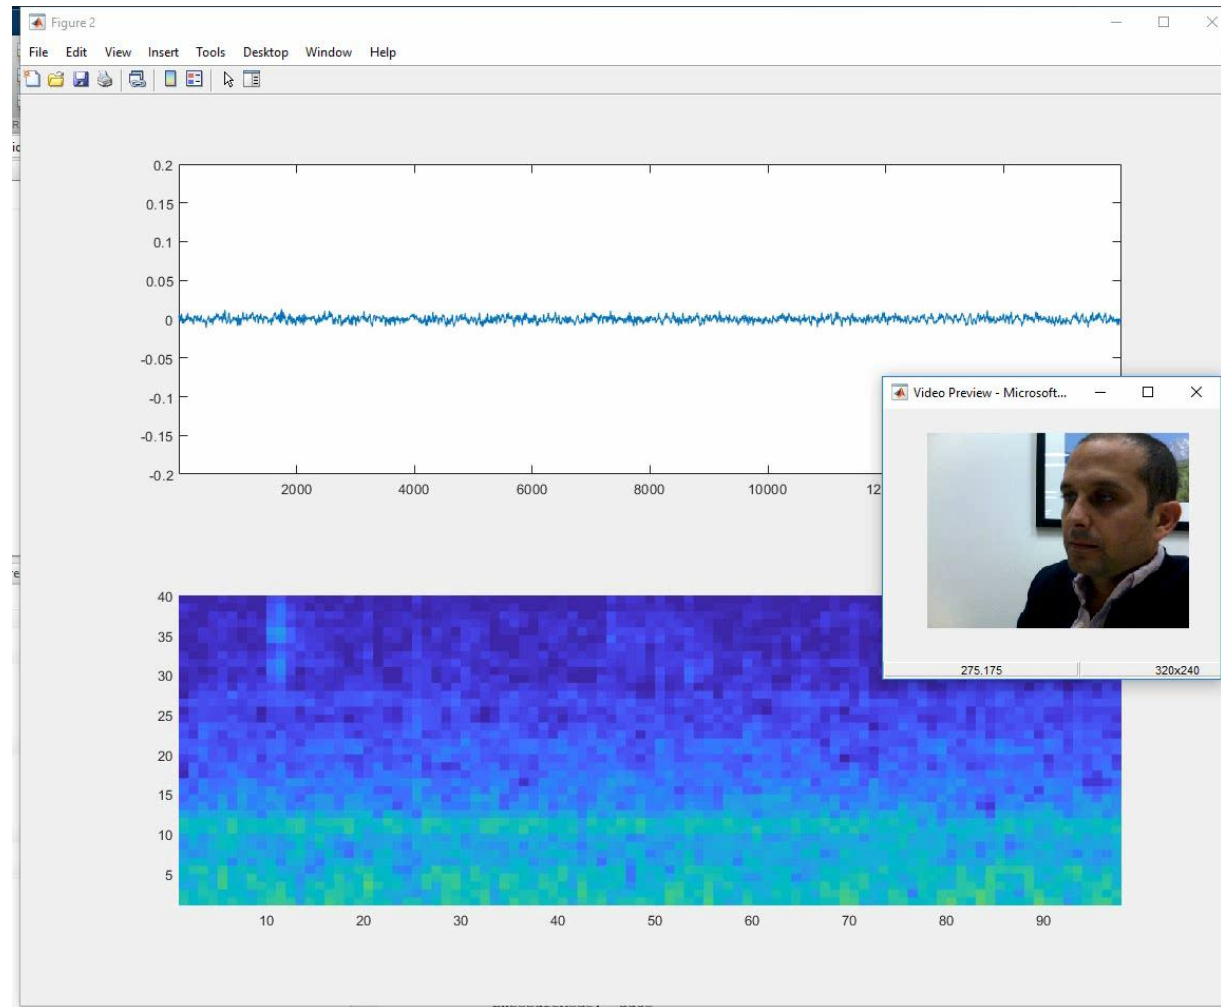 Figure 2
File Edit View Insert Tools Desktop Window Help
0.2
0.15
0.1
0.05
0
-0.05
-0.1
-0.15
-0.2
2000 4000 6000 8000 10000
Video Preview - Microsoft...
275.175 320x240
40
35
30
25
20
15
10
5
10 20 30 40 50 60 70 80 90